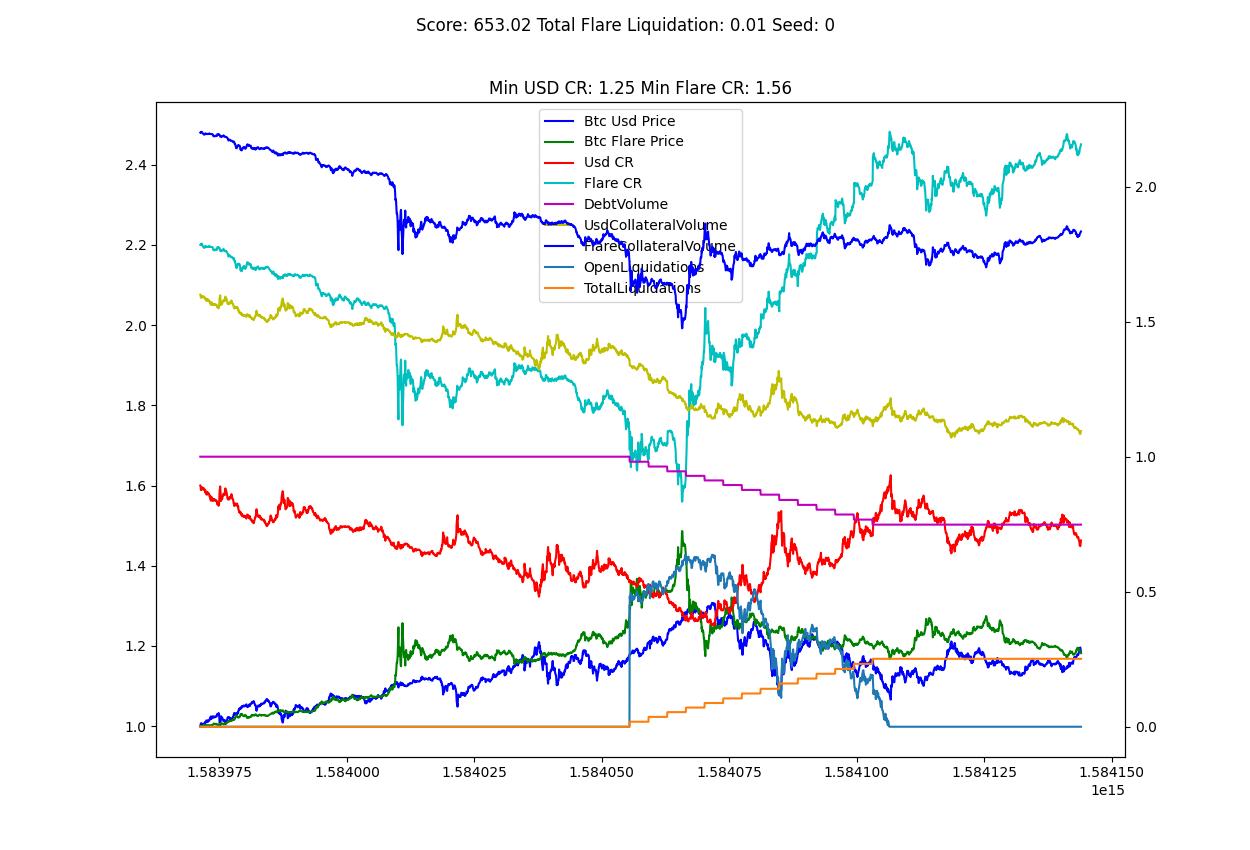 Score: 653.02 Total Flare Liquidation: 0.01 Seed: 0
Min USD CR: 1.25 Min Flare CR: 1.56
Btc Usd Price
Btc Flare Price
Usd CR
Flare CR
DebtVolume
UsdCollateralVolume
FlareCollateralVolume
OpenLiquidations
TotalLiquidations
2.4
2.2
2.0
1.8
1.6
1.4
1.2
1.0
2.0
1.5
1.0
0.5
0.0
1.583975 1.584000 1.584025 1.584050 1.584075 1.584100 1.584125 1.584150
1e15